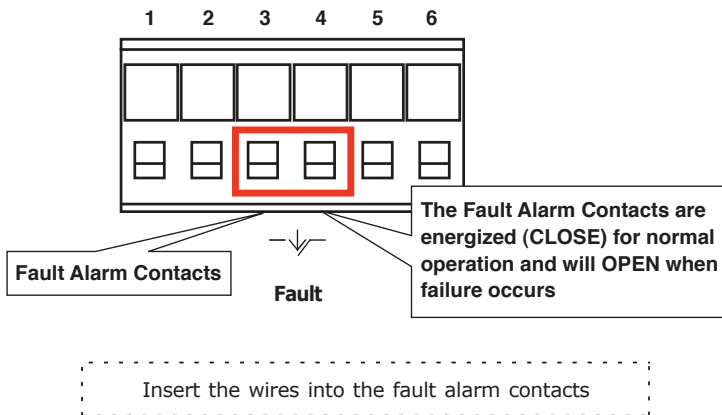 1 2 3 4 5 6
Fault Alarm Contacts
Fault
The Fault Alarm Contacts are
energized (CLOSE) for normal
operation and will OPEN when
failure occurs
Insert the wires into the fault alarm contacts